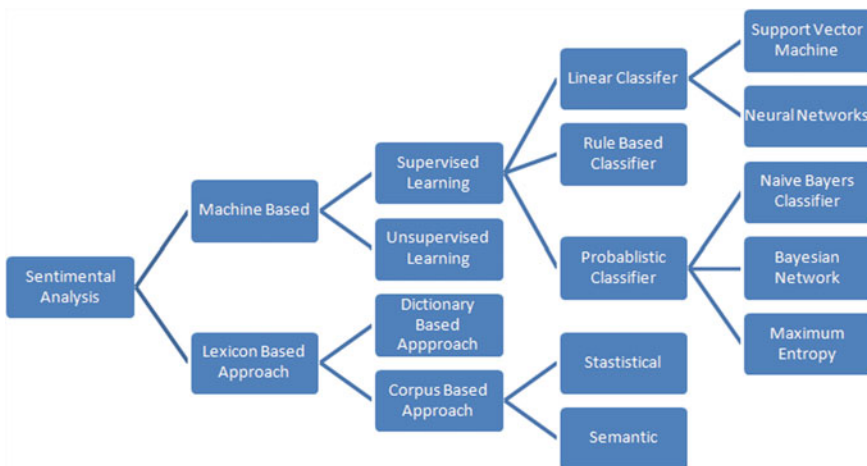 Sentimental
Analysis
Machine Based
Lexicon Based
Approach
Supervised
Learning
Unsupervised
Learning
Dictionary
Based
Appproach
Corpus Based
Approach
Linear Classifer
Rule Based
Classifier
Probablistic
Classifier
Stastistical
Semantic
Support Vector
Machine
Neural Networks
Naive Bayers
Classifier
Bayesian
Network
Maximum
Entropy